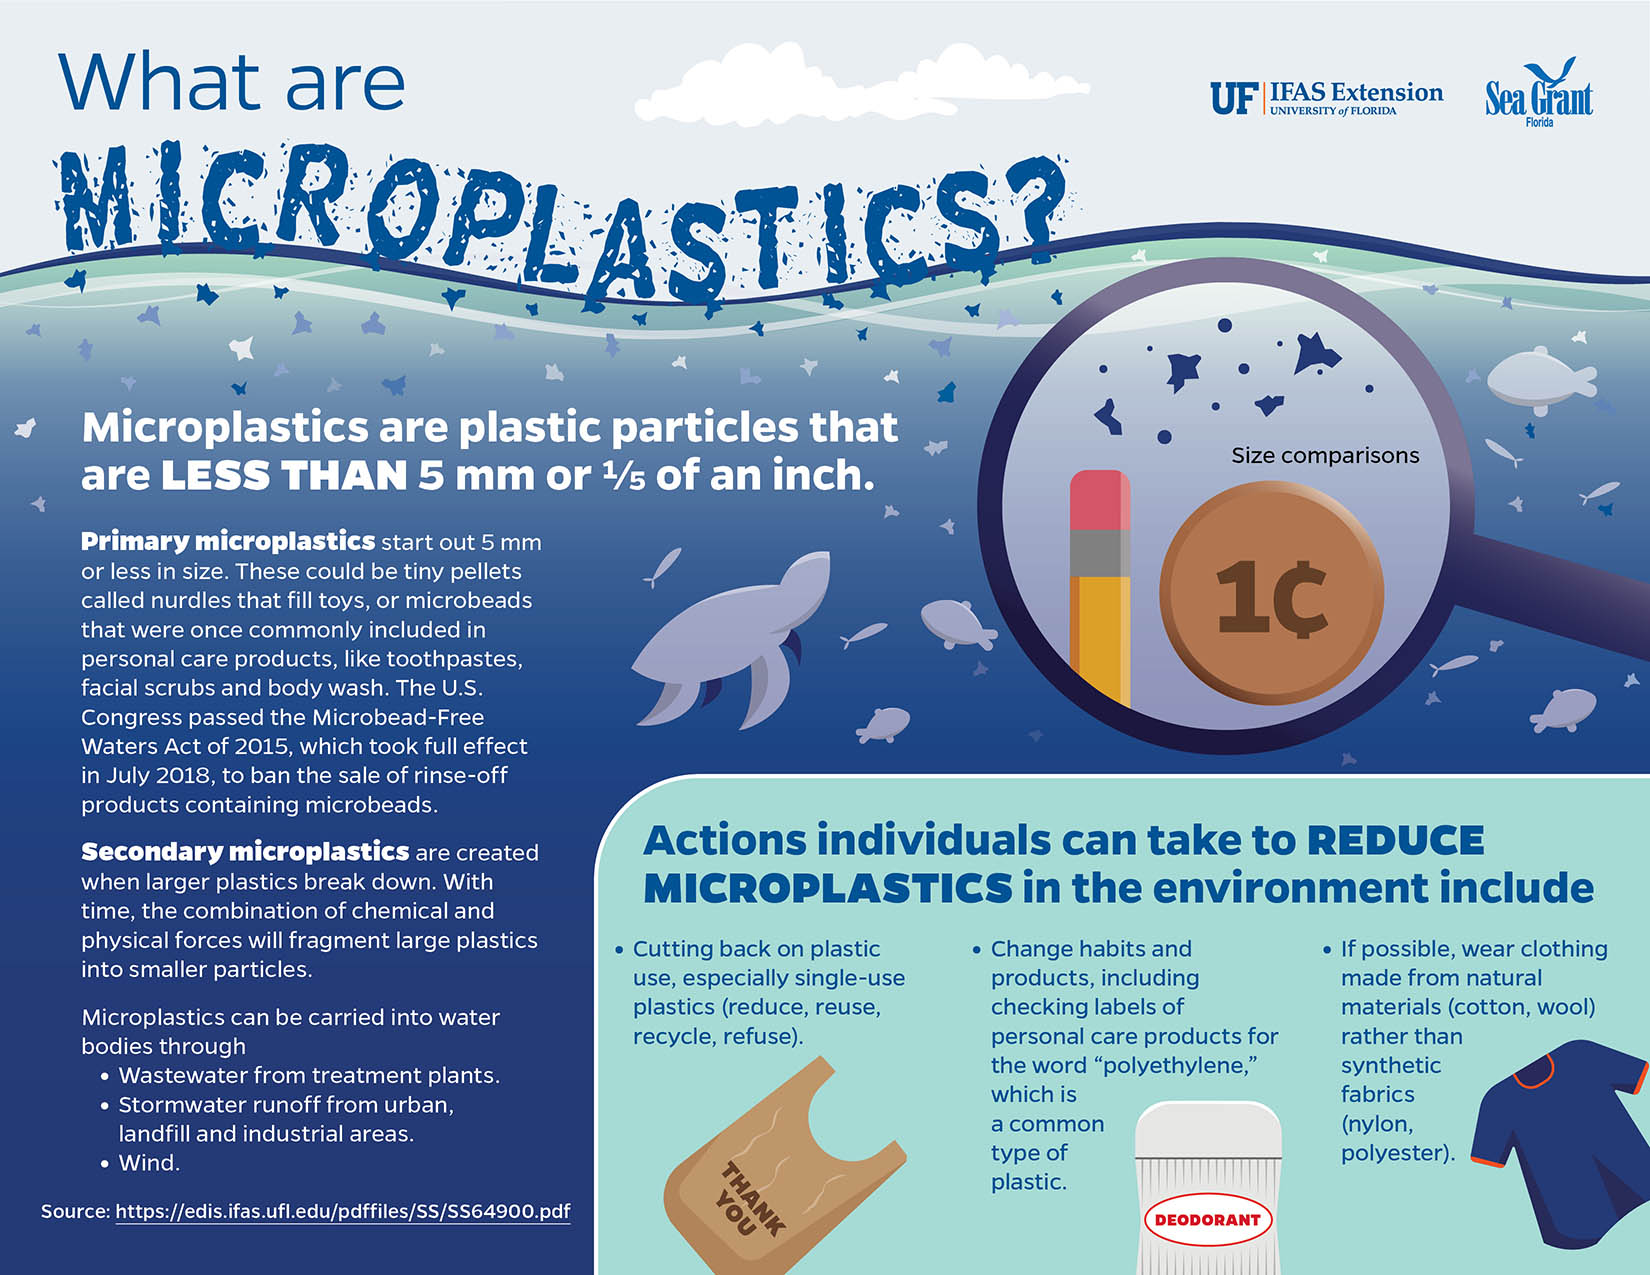 What are
MICROPLASTICS?
UF IFAS Extension
UNIVERSITY of FLORIDA
Sea Grant
Florida
Microplastics are plastic particles that
are LESS THAN 5 mm or ⅕ of an inch.
Primary microplastics start out 5 mm
or less in size. These could be tiny pellets
called nurdles that fill toys, or microbeads
that were once commonly included in
personal care products, like toothpastes,
facial scrubs and body wash. The U.S.
Congress passed the Microbead-Free
Waters Act of 2015, which took full effect
in July 2018, to ban the sale of rinse-off
products containing microbeads.
Secondary microplastics are created
when larger plastics break down. With
time, the combination of chemical and
physical forces will fragment large plastics
into smaller particles.
Microplastics can be carried into water
bodies through
• Wastewater from treatment plants.
• Stormwater runoff from urban,
landfill and industrial areas.
• Wind.
Source: https://edis.ifas.ufl.edu/pdffiles/SS/SS64900.pdf
Size comparisons
1¢
Actions individuals can take to REDUCE
MICROPLASTICS in the environment include
• Cutting back on plastic
use, especially single-use
plastics (reduce, reuse,
recycle, refuse).
THANK
YOU
• Change habits and
products, including
checking labels of
personal care products for
the word “polyethylene,”
which is
a common
type of
plastic.
DEODORANT
• If possible, wear clothing
made from natural
materials (cotton, wool)
rather than
synthetic
fabrics
(nylon,
polyester).